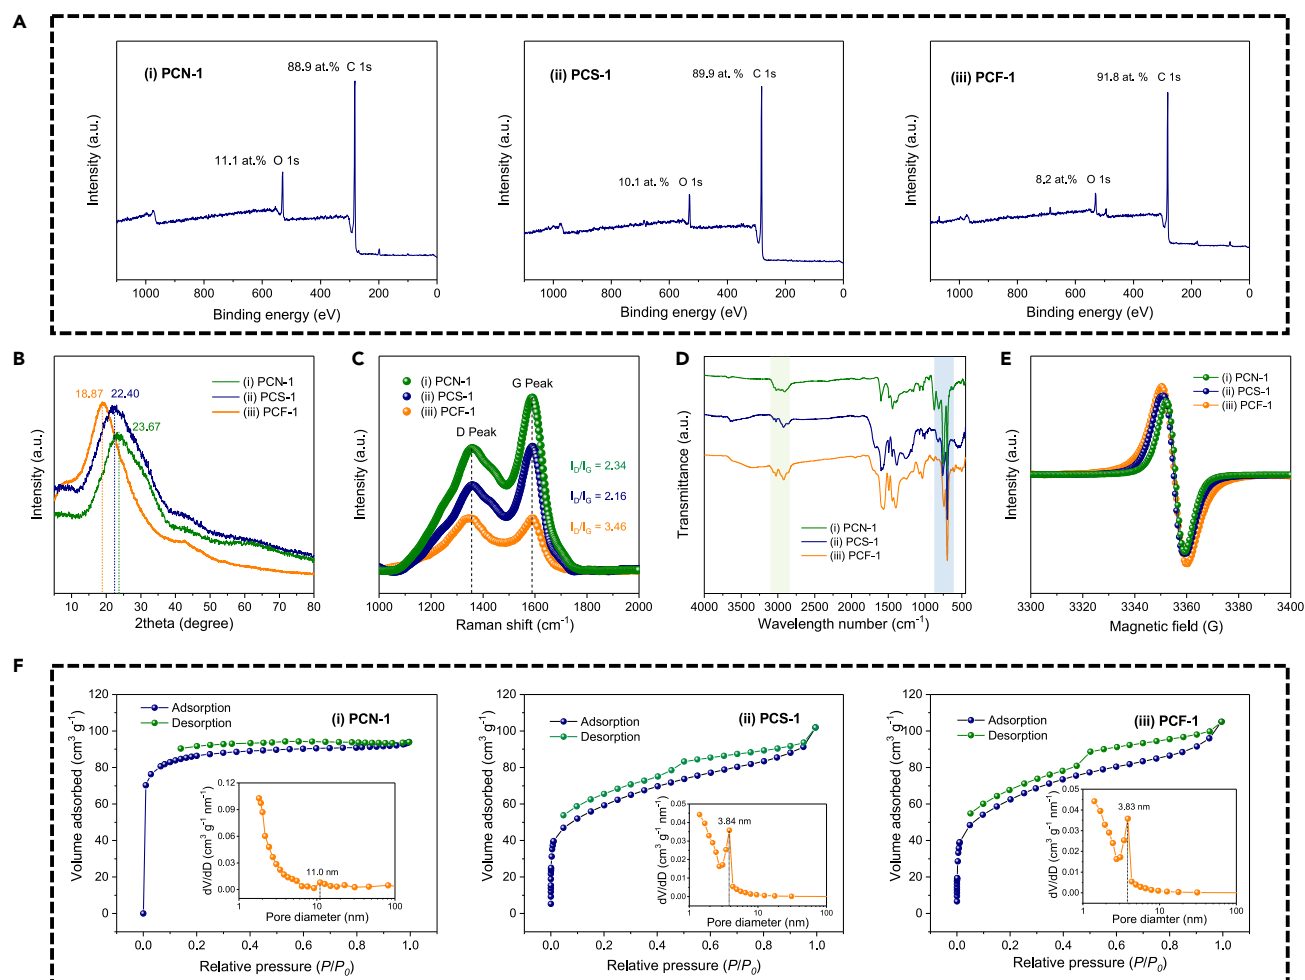 A
(i) PCN-1
88.9 at.% C 1s
11.1 at.% O 1s
Intensity (a.u.)
1000 800 600 400 200 0
Binding energy (eV)
(ii) PCS-1
89.9 at. % C 1s
10.1 at. % O 1s
Intensity (a.u.)
1000 800 600 400 200 0
Binding energy (eV)
(iii) PCF-1
91.8 at. % C 1s
8.2 at.% O 1s
Intensity (a.u.)
1000 800 600 400 200 0
Binding energy (eV)
B
18.87
22.40
23.67
(i) PCN-1
(ii) PCS-1
(iii) PCF-1
Intensity (a.u.)
10 20 30 40 50 60 70 80
2theta (degree)
C
(i) PCN-1
(ii) PCS-1
(iii) PCF-1
G Peak
D Peak
I_D/I_G = 2.34
I_D/I_G = 2.16
I_D/I_G = 3.46
Intensity (a.u.)
1000 1200 1400 1600 1800 2000
Raman shift (cm⁻¹)
D
(i) PCN-1
(ii) PCS-1
(iii) PCF-1
Transmittance (a.u.)
4000 3500 3000 2500 2000 1500 1000 500
Wavelength number (cm⁻¹)
E
(i) PCN-1
(ii) PCS-1
(iii) PCF-1
Intensity (a.u.)
3300 3320 3340 3360 3380 3400
Magnetic field (G)
F
120
100
80
60
40
20
0
Volume adsorbed (cm³ g⁻¹)
Adsorption
Desorption
(i) PCN-1
0.12
0.09
0.06
0.03
0.00
dV/dD (cm³ g⁻¹ nm⁻¹)
11.0 nm
1 10 100
Pore diameter (nm)
0.0 0.2 0.4 0.6 0.8 1.0
Relative pressure (P/P₀)
120
100
80
60
40
20
0
Volume adsorbed (cm³ g⁻¹)
Adsorption
Desorption
(ii) PCS-1
0.05
0.04
0.03
0.02
0.01
0.00
dV/dD (cm³ g⁻¹ nm⁻¹)
3.84 nm
1 10 100
Pore diameter (nm)
0.0 0.2 0.4 0.6 0.8 1.0
Relative pressure (P/P₀)
120
100
80
60
40
20
0
Volume adsorbed (cm³ g⁻¹)
Adsorption
Desorption
(iii) PCF-1
0.05
0.04
0.03
0.02
0.01
0.00
dV/dD (cm³ g⁻¹ nm⁻¹)
3.83 nm
1 10 100
Pore diameter (nm)
0.0 0.2 0.4 0.6 0.8 1.0
Relative pressure (P/P₀)